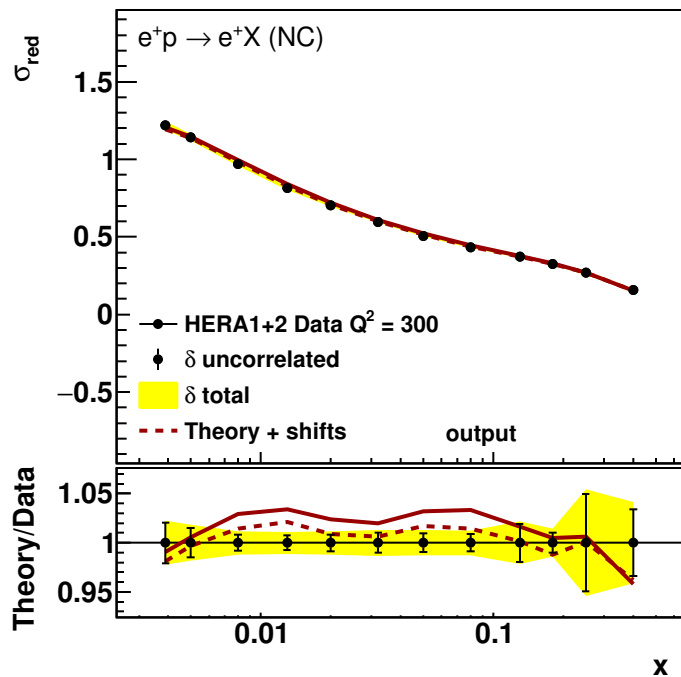 e⁺p → e⁺X (NC)
σ_red
1.5
1
0.5
0
−0.5
HERA1+2 Data Q² = 300
δ uncorrelated
δ total
Theory + shifts
output
Theory/Data
1.05
1
0.95
0.01
0.1
x